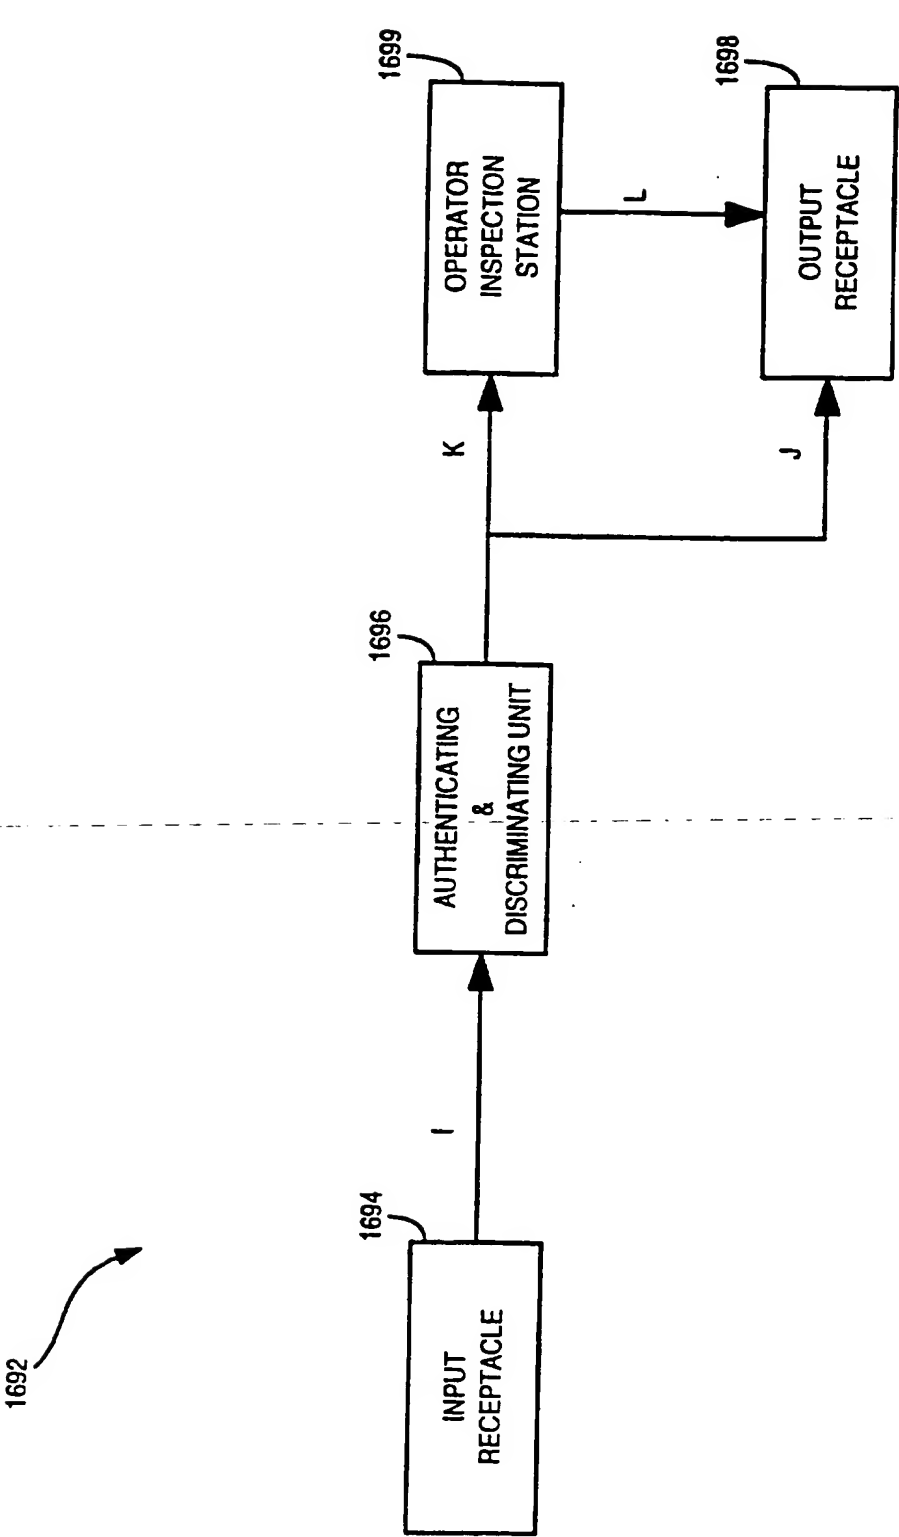 1692
1694
INPUT
RECEPTACLE
I
1696
AUTHENTICATING
&
DISCRIMINATING UNIT
K
1699
OPERATOR
INSPECTION
STATION
L
J
1698
OUTPUT
RECEPTACLE